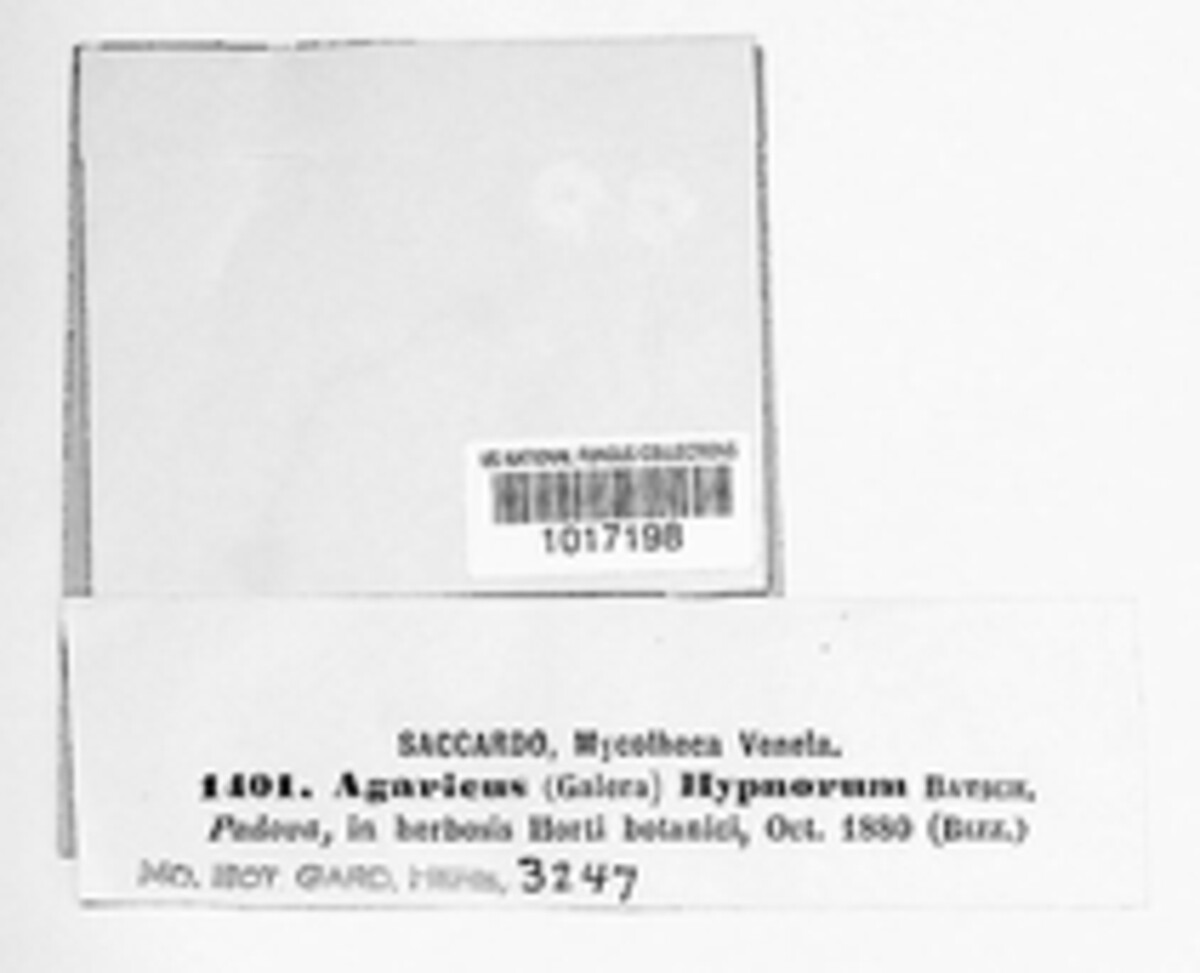 US NATIONAL FUNGUS COLLECTIONS
1017198
SACCARDO, Mycotheca Veneta.
1401. Agaricus (Galera) Hypnorum BATSCH.
Padova, in herbosis Horti botanici, Oct. 1880 (BIZZ.)
MO. BOT GARD. HERB. 3247